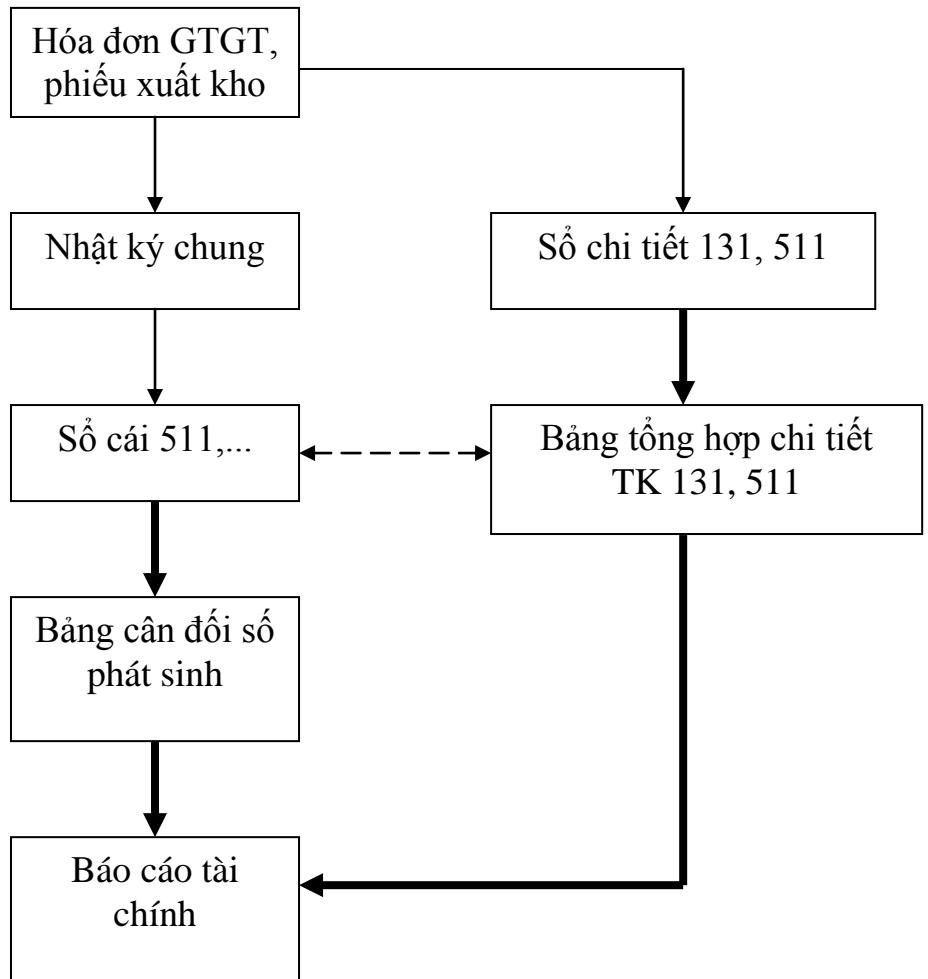 Hóa đơn GTGT,
phiếu xuất kho
Nhật ký chung
Sổ chi tiết 131, 511
Sổ cái 511,...
Bảng tổng hợp chi tiết
TK 131, 511
Bảng cân đối số
phát sinh
Báo cáo tài
chính